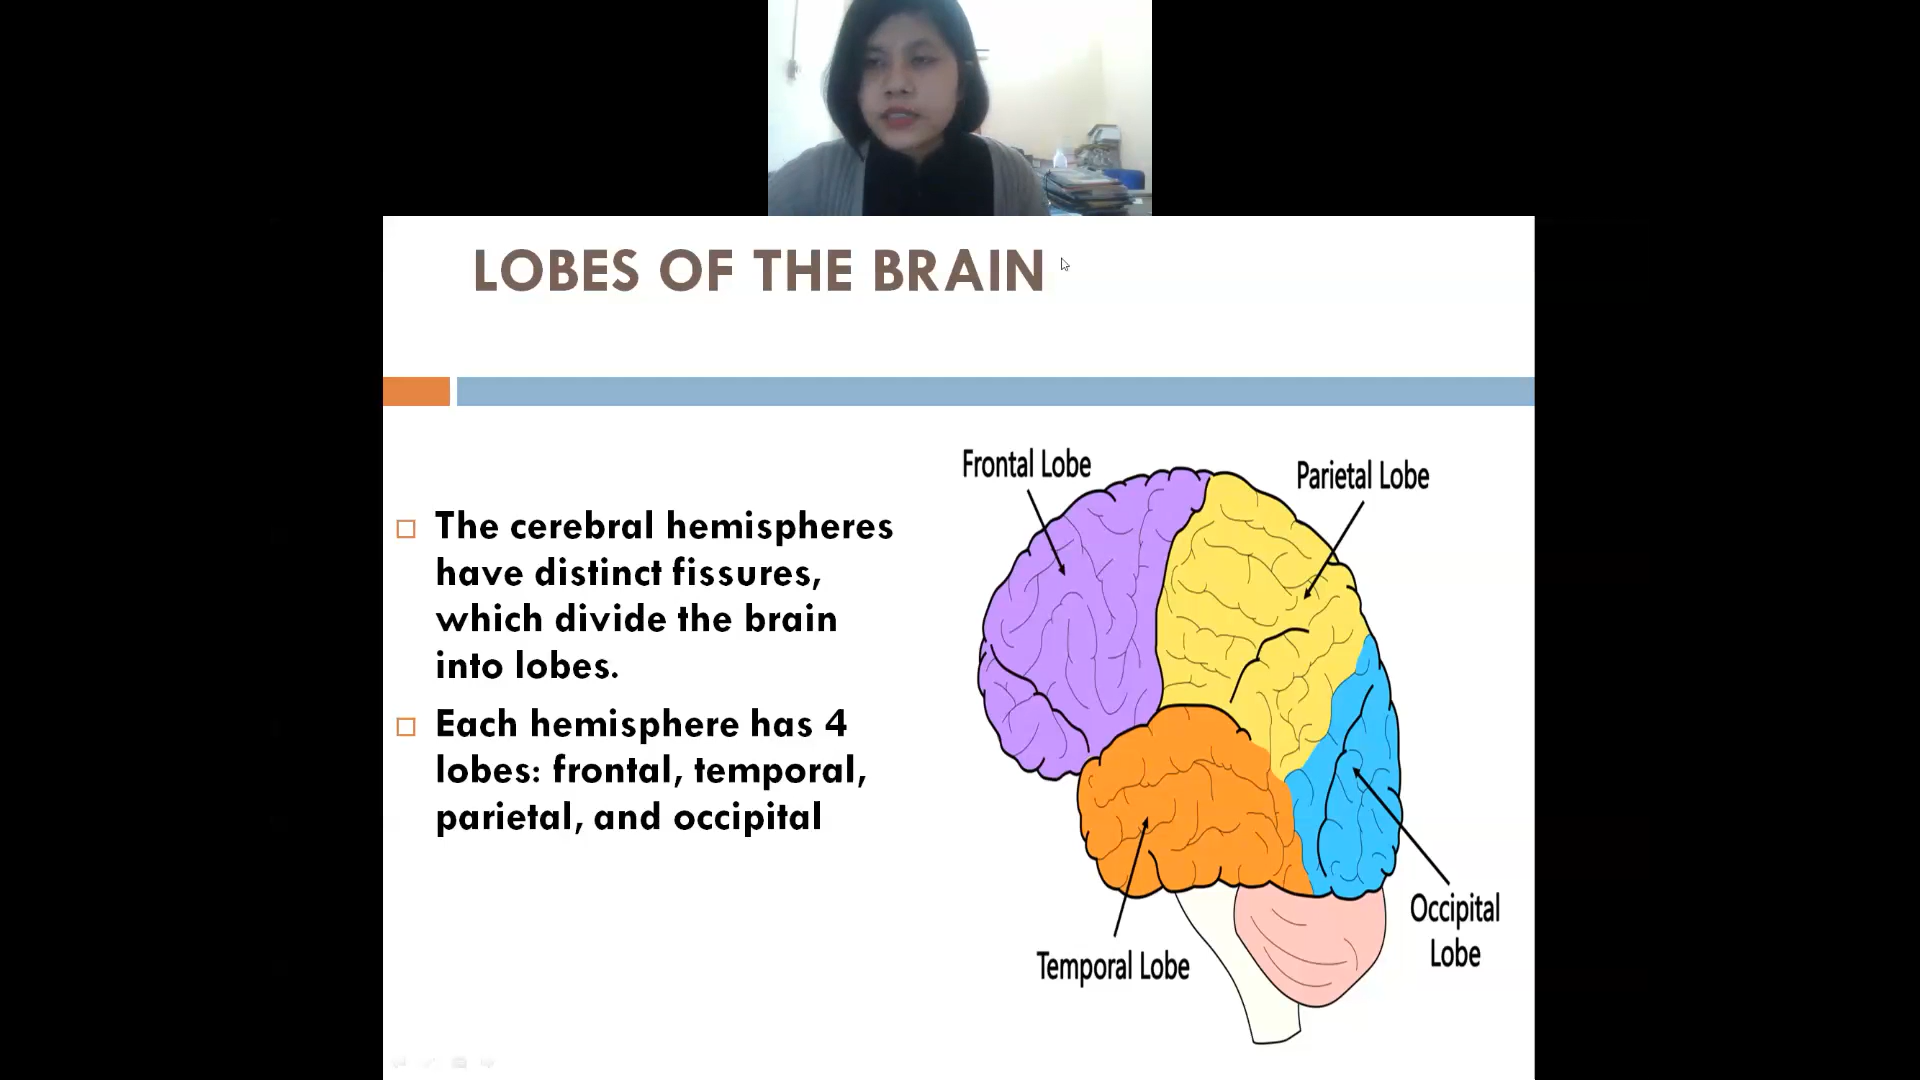 LOBES OF THE BRAIN
The cerebral hemispheres
have distinct fissures,
which divide the brain
into lobes.
Each hemisphere has 4
lobes: frontal, temporal,
parietal, and occipital
Frontal Lobe
Parietal Lobe
Occipital
Lobe
Temporal Lobe